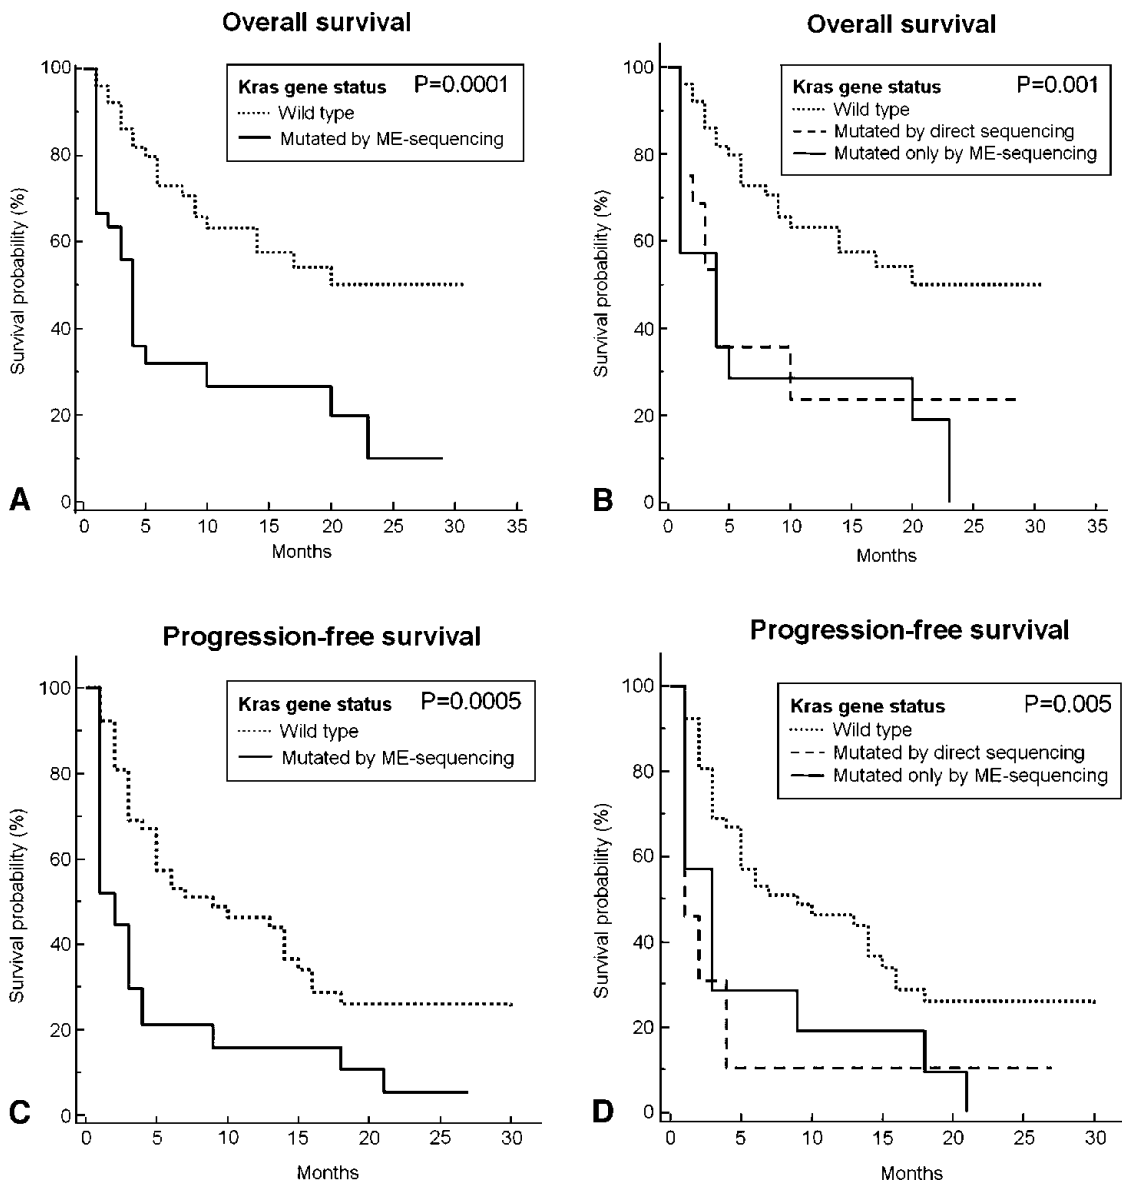 Overall survival
Kras gene status P=0.0001
Wild type
Mutated by ME-sequencing
Survival probability (%)
100
80
60
40
20
0
0 5 10 15 20 25 30 35
Months
A
Overall survival
Kras gene status P=0.001
Wild type
Mutated by direct sequencing
Mutated only by ME-sequencing
Survival probability (%)
100
80
60
40
20
0
0 5 10 15 20 25 30 35
Months
B
Progression-free survival
Kras gene status P=0.0005
Wild type
Mutated by ME-sequencing
Survival probability (%)
100
80
60
40
20
0
0 5 10 15 20 25 30
Months
C
Progression-free survival
Kras gene status P=0.005
Wild type
Mutated by direct sequencing
Mutated only by ME-sequencing
Survival probability (%)
100
80
60
40
20
0
0 5 10 15 20 25 30
Months
D